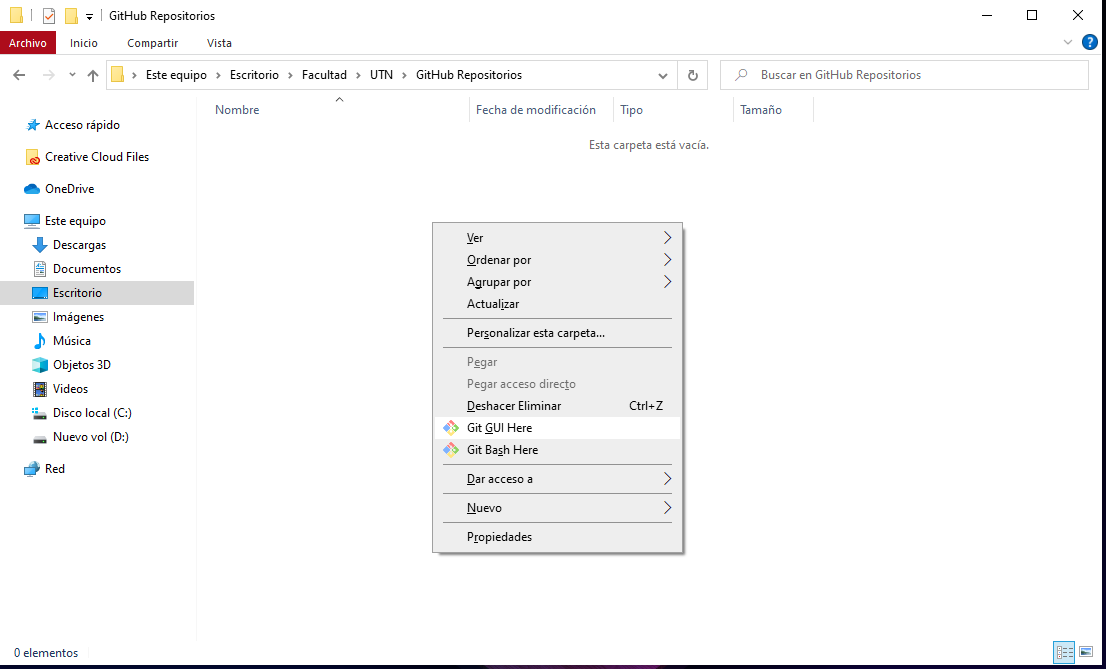 GitHub Repositorios
Archivo Inicio Compartir Vista
Este equipo Escritorio Facultad UTN GitHub Repositorios Buscar en GitHub Repositorios
Nombre Fecha de modificación Tipo Tamaño
Esta carpeta está vacía.
Acceso rápido
Creative Cloud Files
OneDrive
Este equipo
Descargas
Documentos
Escritorio
Imágenes
Música
Objetos 3D
Videos
Disco local (C:)
Nuevo vol (D:)
Red
Ver
Ordenar por
Agrupar por
Actualizar
Personalizar esta carpeta...
Pegar
Pegar acceso directo
Deshacer Eliminar Ctrl+Z
Git GUI Here
Git Bash Here
Dar acceso a
Nuevo
Propiedades
0 elementos